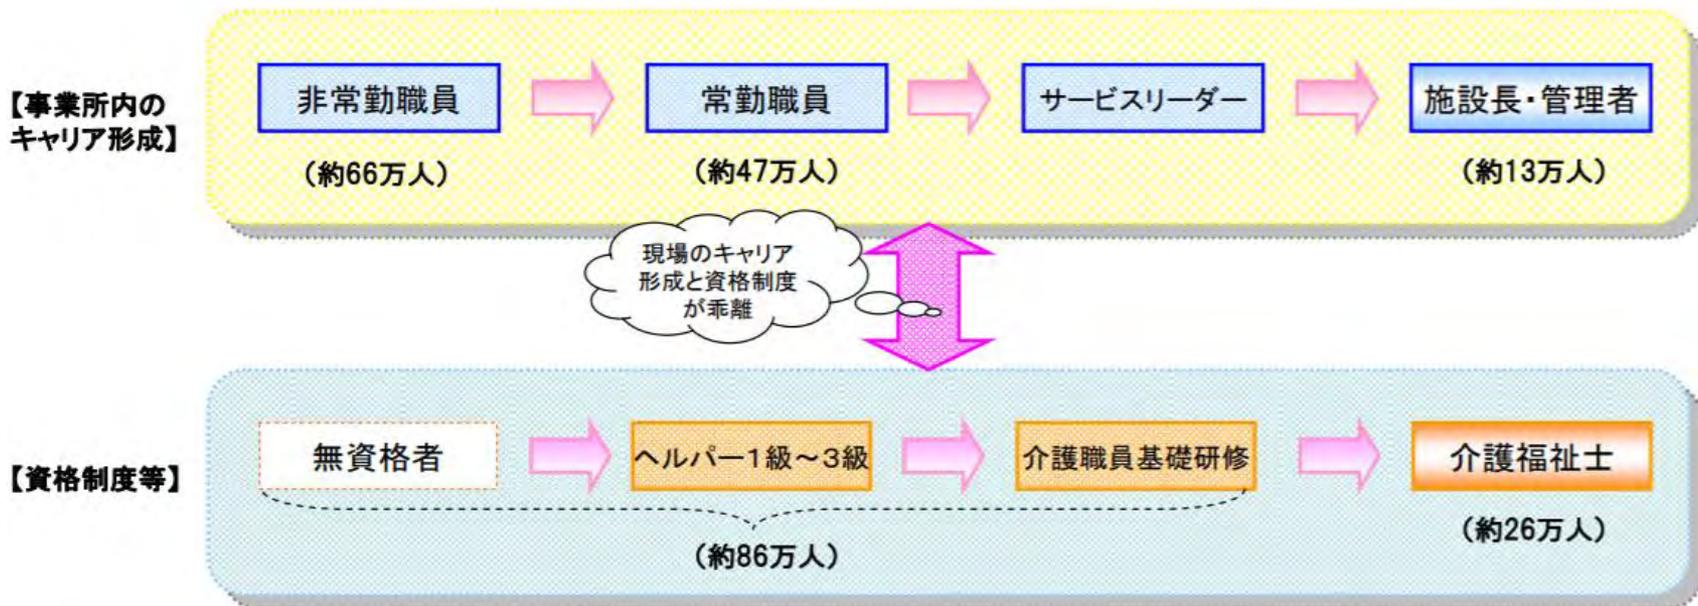 【事業所内の
キャリア形成】
非常勤職員
常勤職員
サービスリーダー
施設長・管理者
(約66万人)
(約47万人)
(約13万人)
現場のキャリア
形成と資格制度
が乖離
【資格制度等】
無資格者
ヘルパー1級～3級
介護職員基礎研修
介護福祉士
(約86万人)
(約26万人)